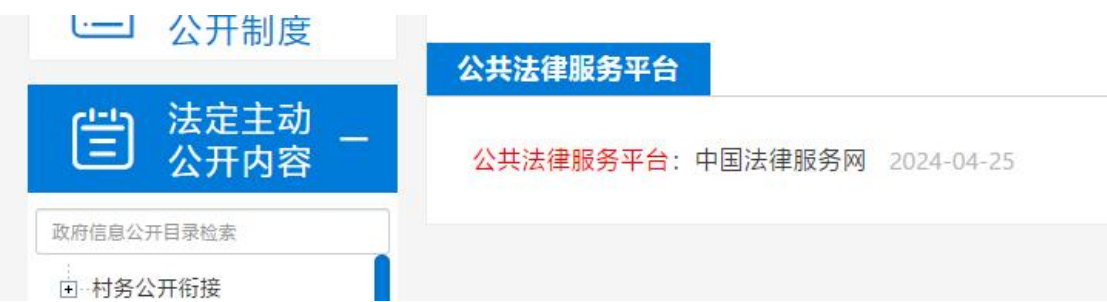 公开制度
法定主动
公开内容
政府信息公开目录检索
村务公开衔接
公共法律服务平台
公共法律服务平台：中国法律服务网 2024-04-25